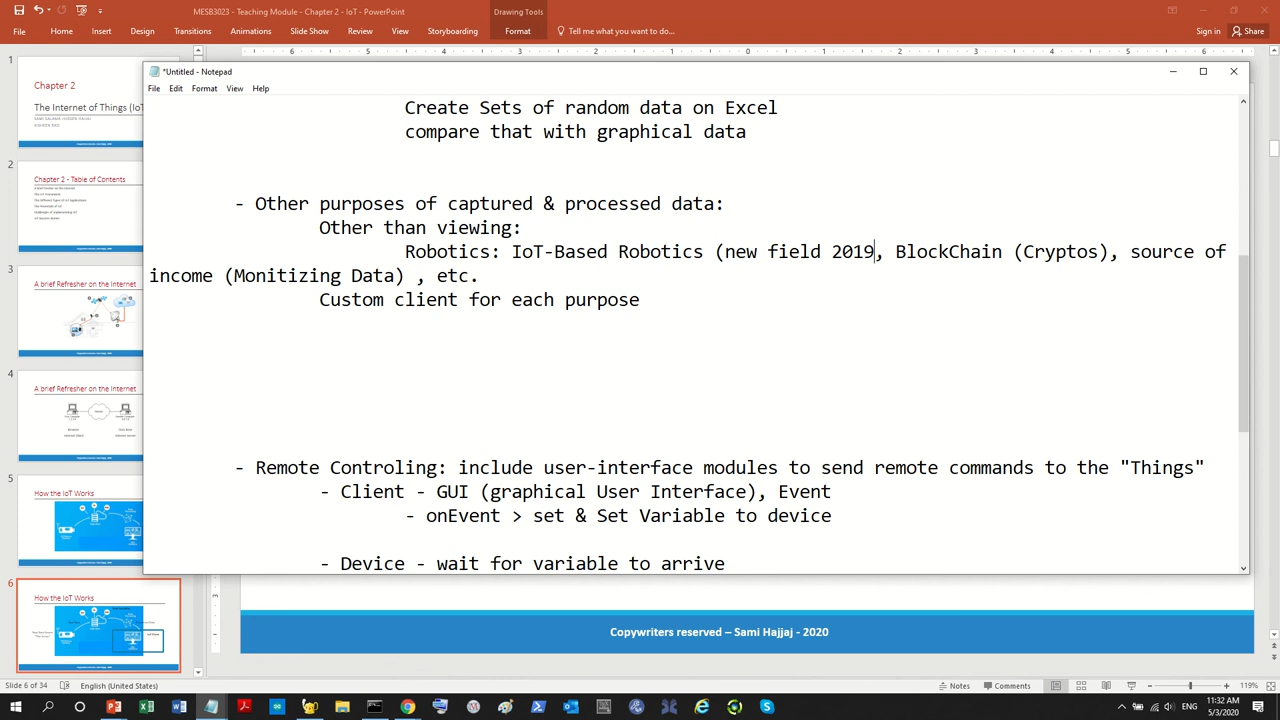 MESB3023 - Teaching Module - Chapter 2 - IoT - PowerPoint
Drawing Tools
File Home Insert Design Transitions Animations Slide Show Review View Storyboarding Format Tell me what you want to do... Sign in Share
*Untitled - Notepad
File Edit Format View Help
Create Sets of random data on Excel
compare that with graphical data
- Other purposes of captured & processed data:
Other than viewing:
Robotics: IoT-Based Robotics (new field 2019, BlockChain (Cryptos), source of
income (Monitizing Data) , etc.
Custom client for each purpose
- Remote Controling: include user-interface modules to send remote commands to the "Things"
- Client - GUI (graphical User Interface), Event
- onEvent > set & Set Variable to device
- Device - wait for variable to arrive
1
Chapter 2
The Internet of Things (IoT
2
Chapter 2 - Table of Contents
3
A brief Refresher on the Internet
4
A brief Refresher on the Internet
5
How the IoT Works
6
How the IoT Works
Copywriters reserved – Sami Hajjaj - 2020
Slide 6 of 34 English (United States) Notes Comments 119%
11:32 AM
5/3/2020